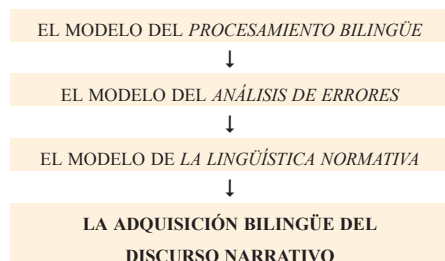 EL MODELO DEL PROCESAMIENTO BILINGÜE
↓
EL MODELO DEL ANÁLISIS DE ERRORES
↓
EL MODELO DE LA LINGÜÍSTICA NORMATIVA
↓
LA ADQUISICIÓN BILINGÜE DEL
DISCURSO NARRATIVO